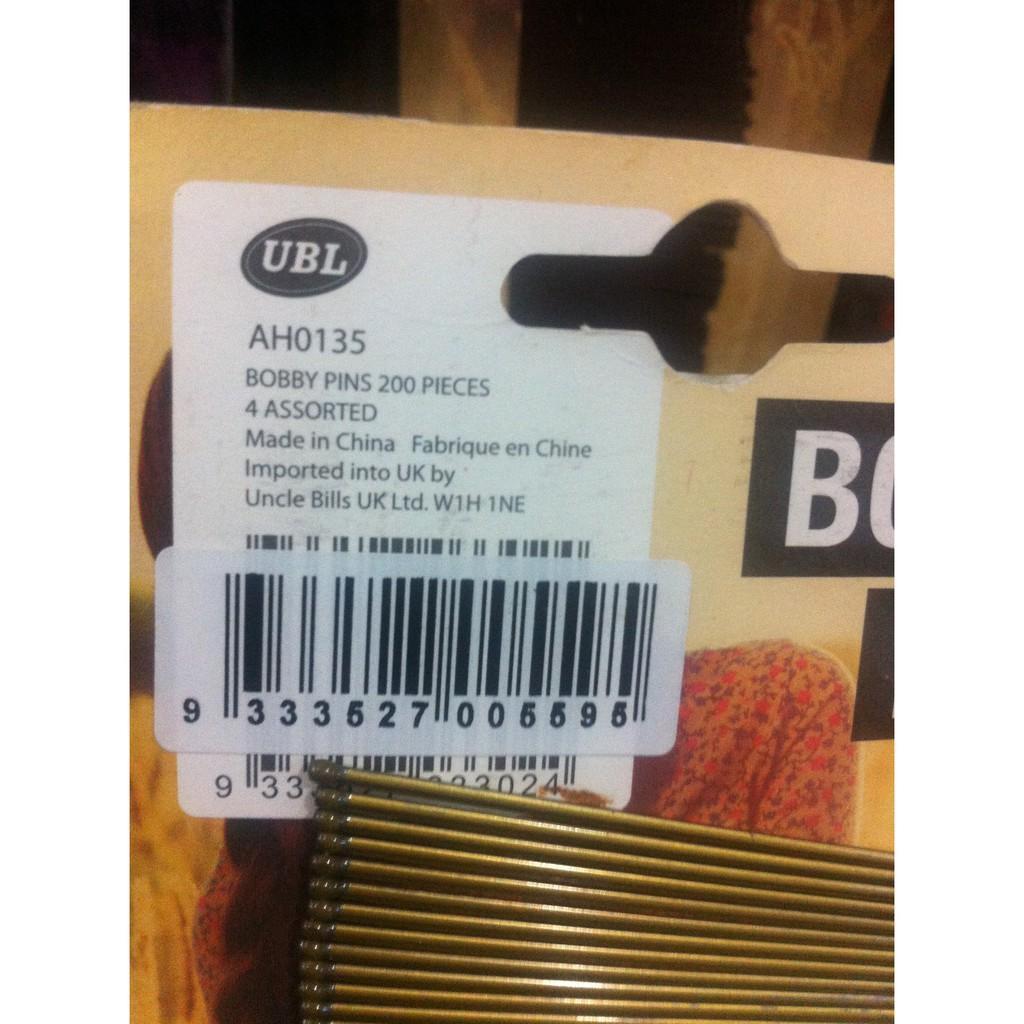 UBL
AH0135
BOBBY PINS 200 PIECES
4 ASSORTED
Made in China Fabrique en Chine
Imported into UK by
Uncle Bills UK Ltd. W1H 1NE
9 333527 005595